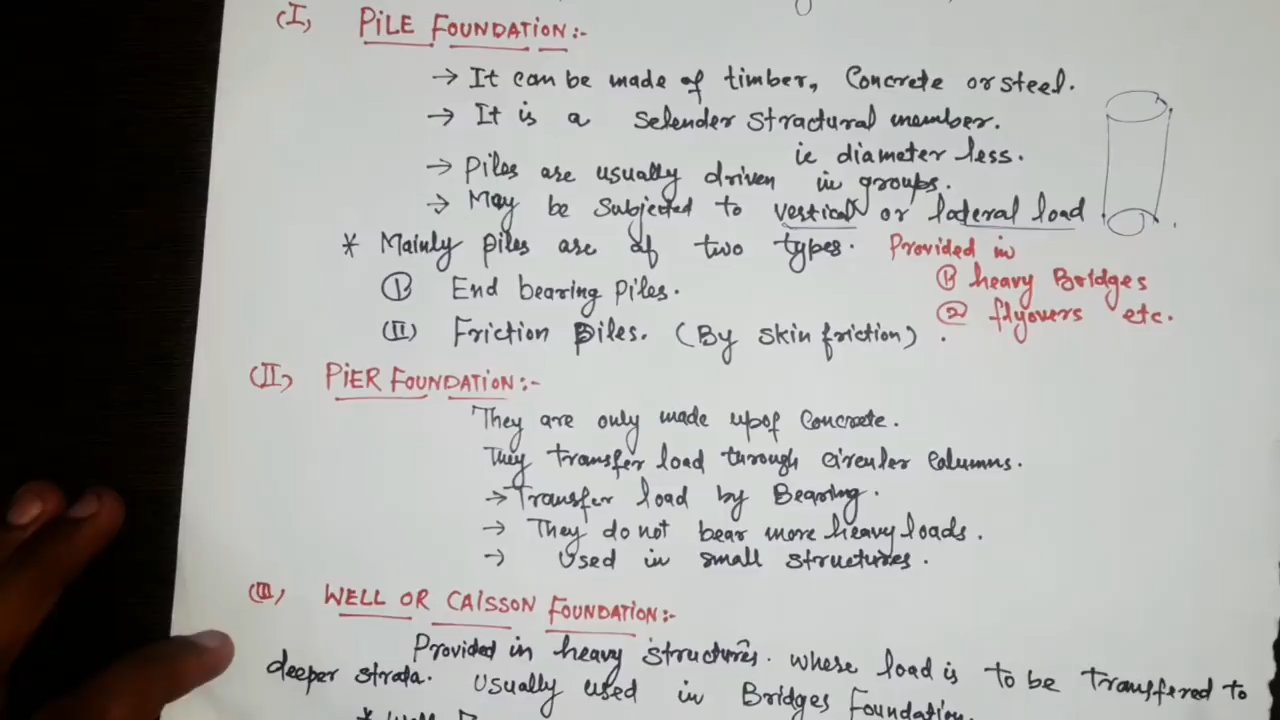 (I) PILE FOUNDATION:-
→ It can be made of timber, Concrete or steel.
→ It is a Selender Stractural member.
ie diameter less.
→ Piles are usually driven in groups.
→ May be Subjected to vertical or lateral load
* Mainly piles are of two types. Provided in
(I) End bearing Piles. (1) heavy Bridges
(II) Friction Piles. (By skin friction). (2) flyovers etc.
(II) PIER FOUNDATION:-
They are only made upof Concrete.
They transfer load through circuler Columns.
→ Transfer load by Bearing.
→ They do not bear more heavy loads.
→ Used in small structures.
(III) WELL OR CAISSON FOUNDATION:-
Provided in heavy structures. where load is to be transfered to
deeper strata. Usually used in Bridges Foundation.
* Well